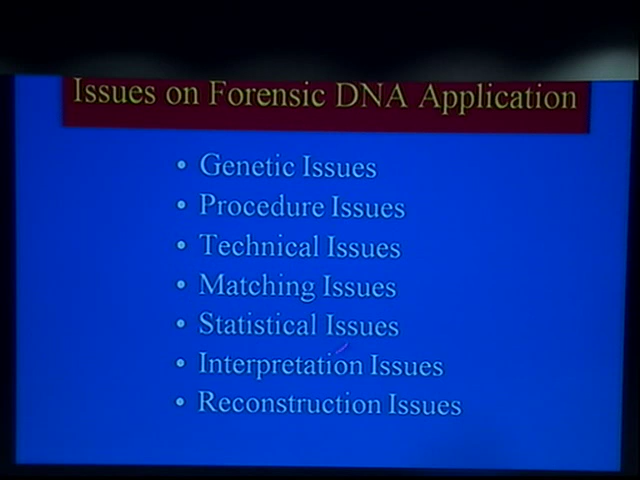 Issues on Forensic DNA Application
• Genetic Issues
• Procedure Issues
• Technical Issues
• Matching Issues
• Statistical Issues
• Interpretation Issues
• Reconstruction Issues